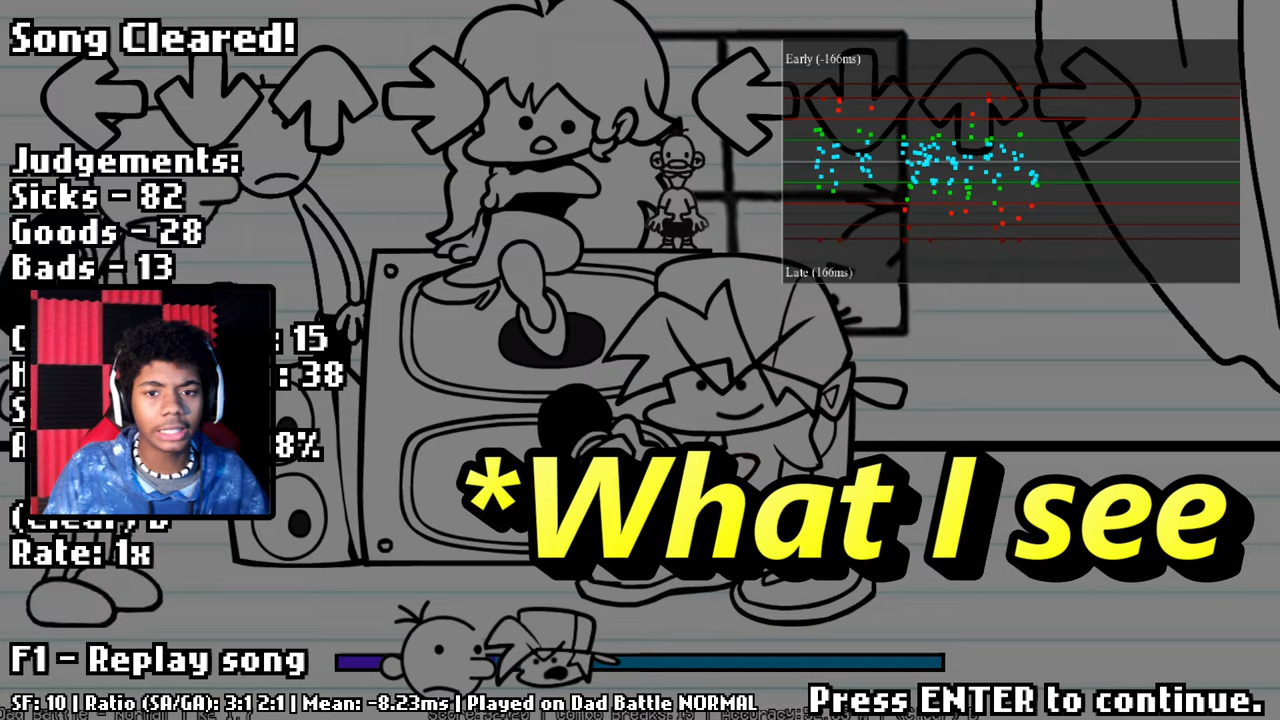 Song Cleared!
Early (-166ms)
Judgements:
Sicks - 82
Goods - 28
Bads - 13
Late (166ms)
: 15
: 38
8%
*What I see
Rate: 1x
F1 - Replay song
SF: 10 | Ratio (SA/GA): 3:1 2:1 | Mean: -8.23ms | Played on Dad Battle NORMAL
Press ENTER to continue.